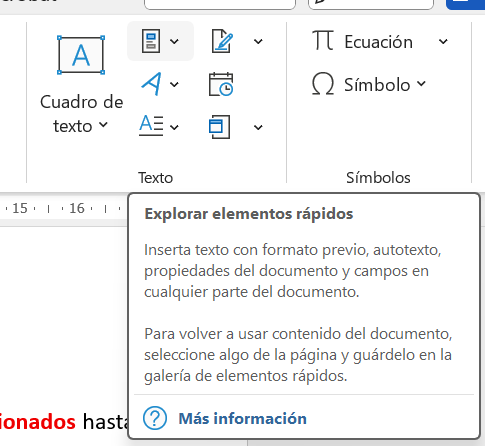 Cuadro de
texto
Ecuación
Símbolo
Texto
Símbolos
15 16
Explorar elementos rápidos
Inserta texto con formato previo, autotexto,
propiedades del documento y campos en
cualquier parte del documento.
Para volver a usar contenido del documento,
seleccione algo de la página y guárdelo en la
galería de elementos rápidos.
Más información
ionados hasta